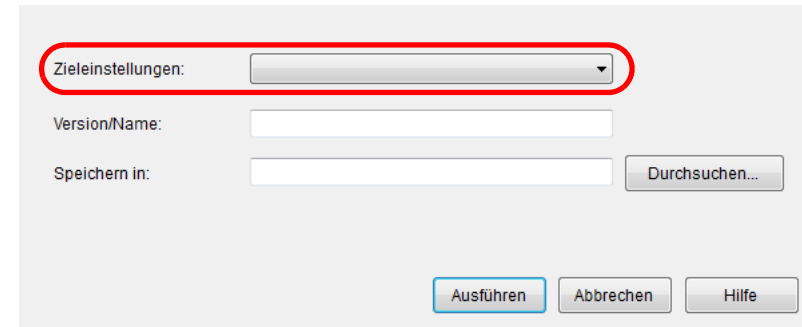 Zieleinstellungen:
Version/Name:
Speichern in:
Durchsuchen...
Ausführen
Abbrechen
Hilfe